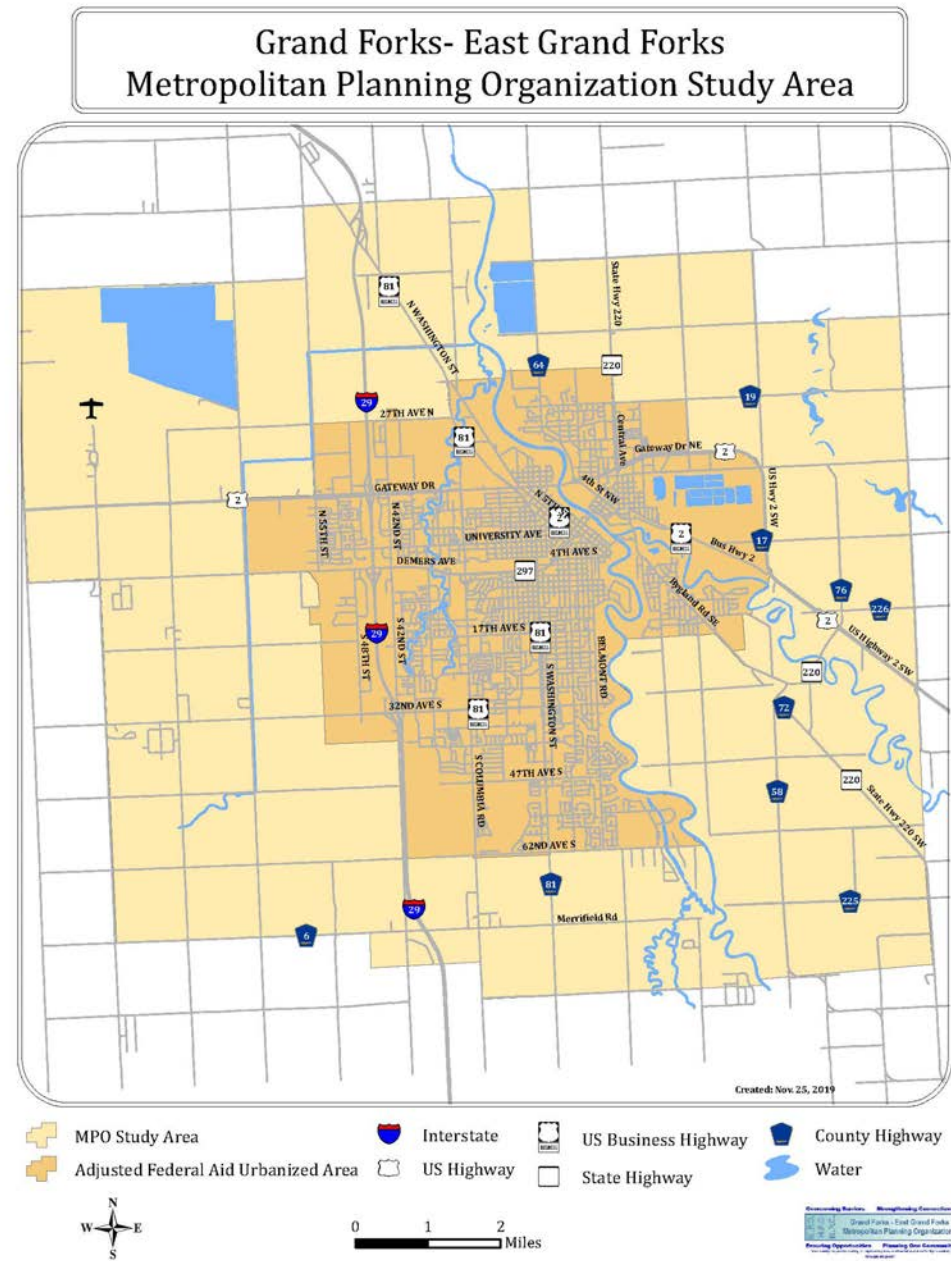 Grand Forks- East Grand Forks
Metropolitan Planning Organization Study Area
81
BUSINESS
State Hwy 220
N WASHINGTON ST
64
220
29
19
27TH AVE N
81
BUSINESS
Central Ave
Gateway Dr NE
2
US Hwy 2 SW
2
GATEWAY DR
4th St NW
N 55TH ST
N 42ND ST
N 5TH ST
2
BUSINESS
UNIVERSITY AVE
4TH AVE S
2
BUSINESS
Bus Hwy 2
17
DEMERS AVE
297
Bygland Rd SE
76
226
29
S 48TH ST
S 42ND ST
17TH AVE S
81
BUSINESS
BELMONT RD
2
US Highway 2 SW
220
S WASHINGTON ST
32ND AVE S
81
BUSINESS
72
S COLUMBIA RD
47TH AVE S
58
220
State Hwy 220 SW
62ND AVE S
81
225
29
Merrifield Rd
6
Created: Nov. 25, 2019
MPO Study Area
Interstate
US Business Highway
County Highway
Adjusted Federal Aid Urbanized Area
US Highway
State Highway
Water
N
W E
S
0 1 2
Miles
Grand Forks - East Grand Forks
Metropolitan Planning Organization